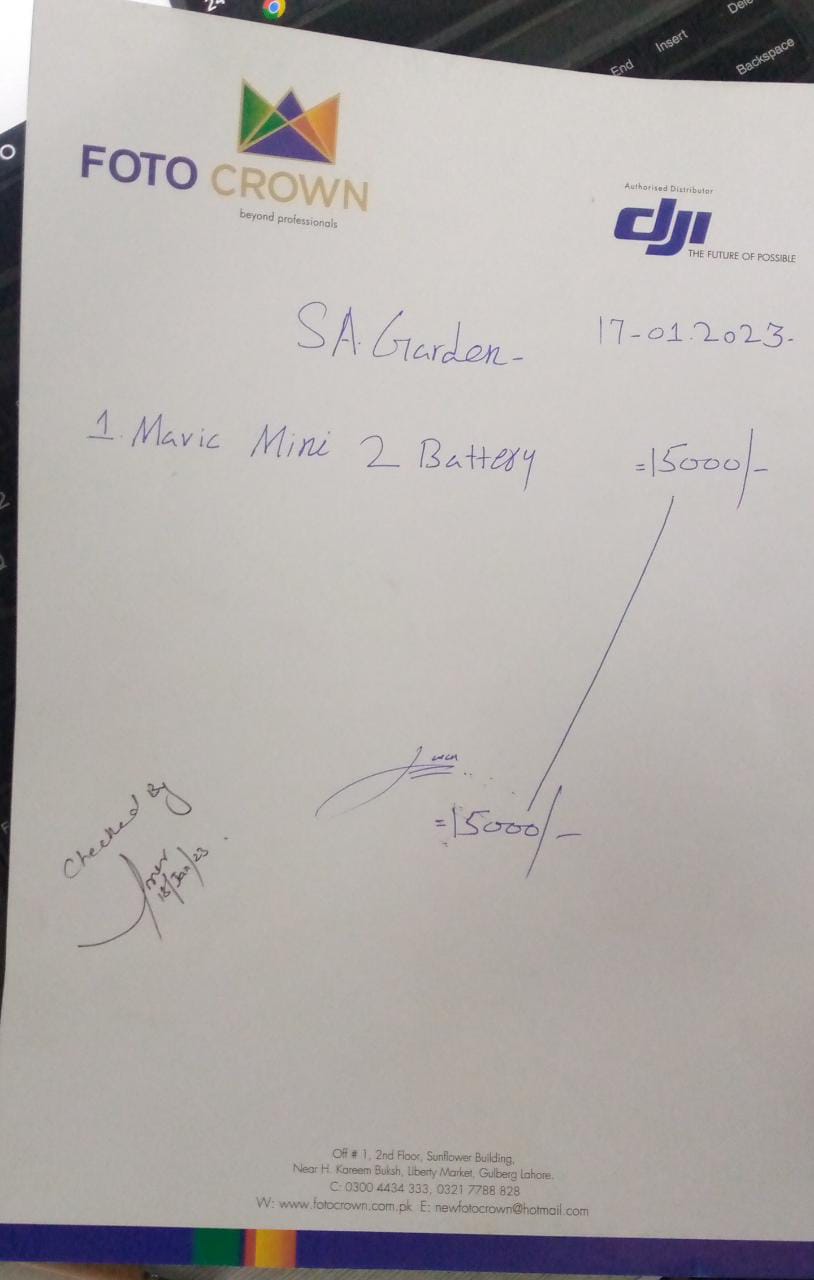 End Insert
Backspace
FOTO CROWN
beyond professionals
Authorised Distributor
dji
THE FUTURE OF POSSIBLE
SA. Garden-
17-01.2023-
1. Mavic Mini 2 Battery =15000/-
=15000/-
Checked By
18/Jan/23
Off # 1, 2nd Floor, Sunflower Building,
Near H. Kareem Buksh, Liberty Market, Gulberg Lahore.
C: 0300 4434 333, 0321 7788 828
W: www.fotocrown.com.pk E: newfotocrown@hotmail.com